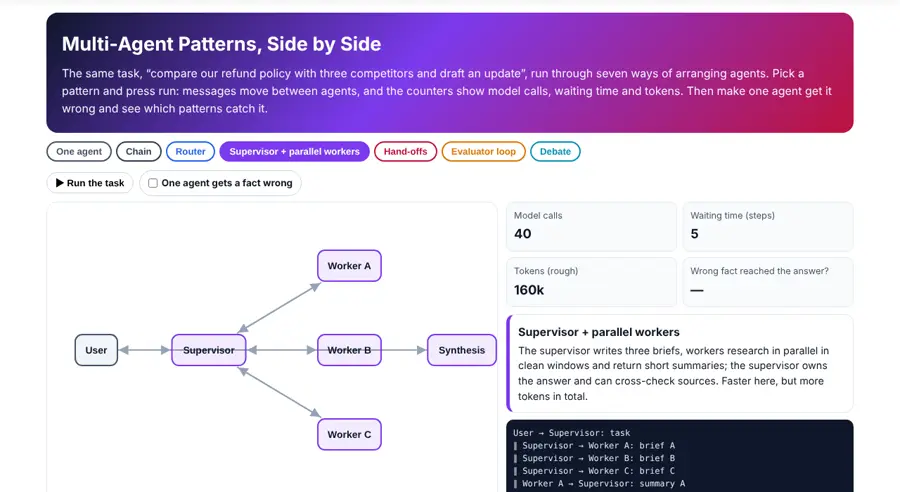 Multi-Agent Patterns, Side by Side
The same task, “compare our refund policy with three competitors and draft an update”, run through seven ways of arranging agents. Pick a
pattern and press run: messages move between agents, and the counters show model calls, waiting time and tokens. Then make one agent get it
wrong and see which patterns catch it.
One agent
Chain
Router
Supervisor + parallel workers
Hand-offs
Evaluator loop
Debate
▶ Run the task
One agent gets a fact wrong
Worker A
User
Supervisor
Worker B
Synthesis
Worker C
Model calls
40
Waiting time (steps)
5
Tokens (rough)
160k
Wrong fact reached the answer?
—
Supervisor + parallel workers
The supervisor writes three briefs, workers research in parallel in
clean windows and return short summaries; the supervisor owns
the answer and can cross-check sources. Faster here, but more
tokens in total.
User → Supervisor: task
∥ Supervisor → Worker A: brief A
∥ Supervisor → Worker B: brief B
∥ Supervisor → Worker C: brief C
∥ Worker A → Supervisor: summary A